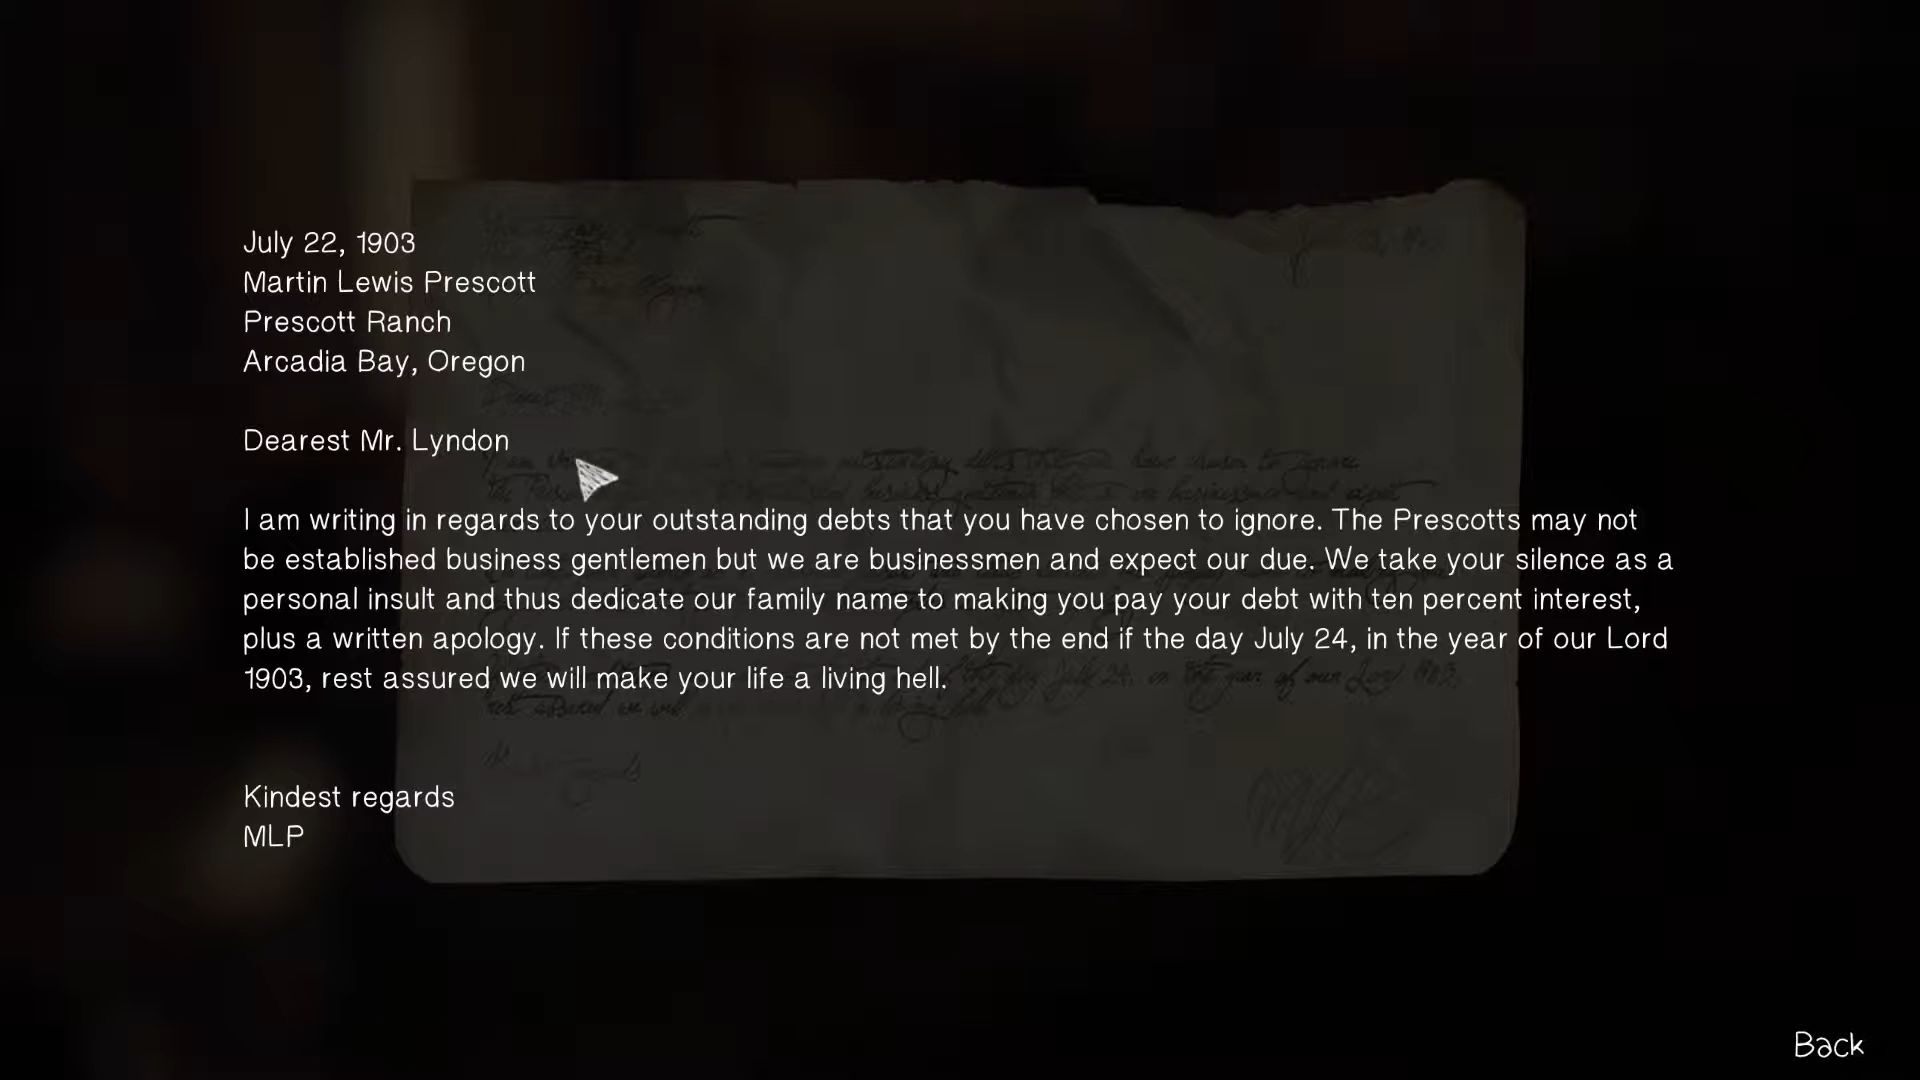 July 22, 1903
Martin Lewis Prescott
Prescott Ranch
Arcadia Bay, Oregon
Dearest Mr. Lyndon
I am writing in regards to your outstanding debts that you have chosen to ignore. The Prescotts may not
be established business gentlemen but we are businessmen and expect our due. We take your silence as a
personal insult and thus dedicate our family name to making you pay your debt with ten percent interest,
plus a written apology. If these conditions are not met by the end if the day July 24, in the year of our Lord
1903, rest assured we will make your life a living hell.
Kindest regards
MLP
Back